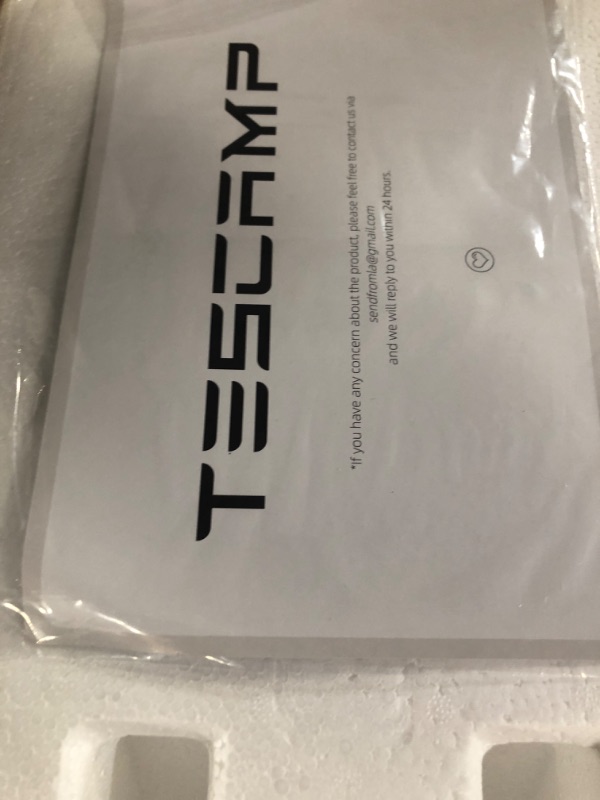 TESCAMP
*If you have any concern about the product, please feel free to contact us via
sendfromla@gmail.com
and we will reply to you within 24 hours.